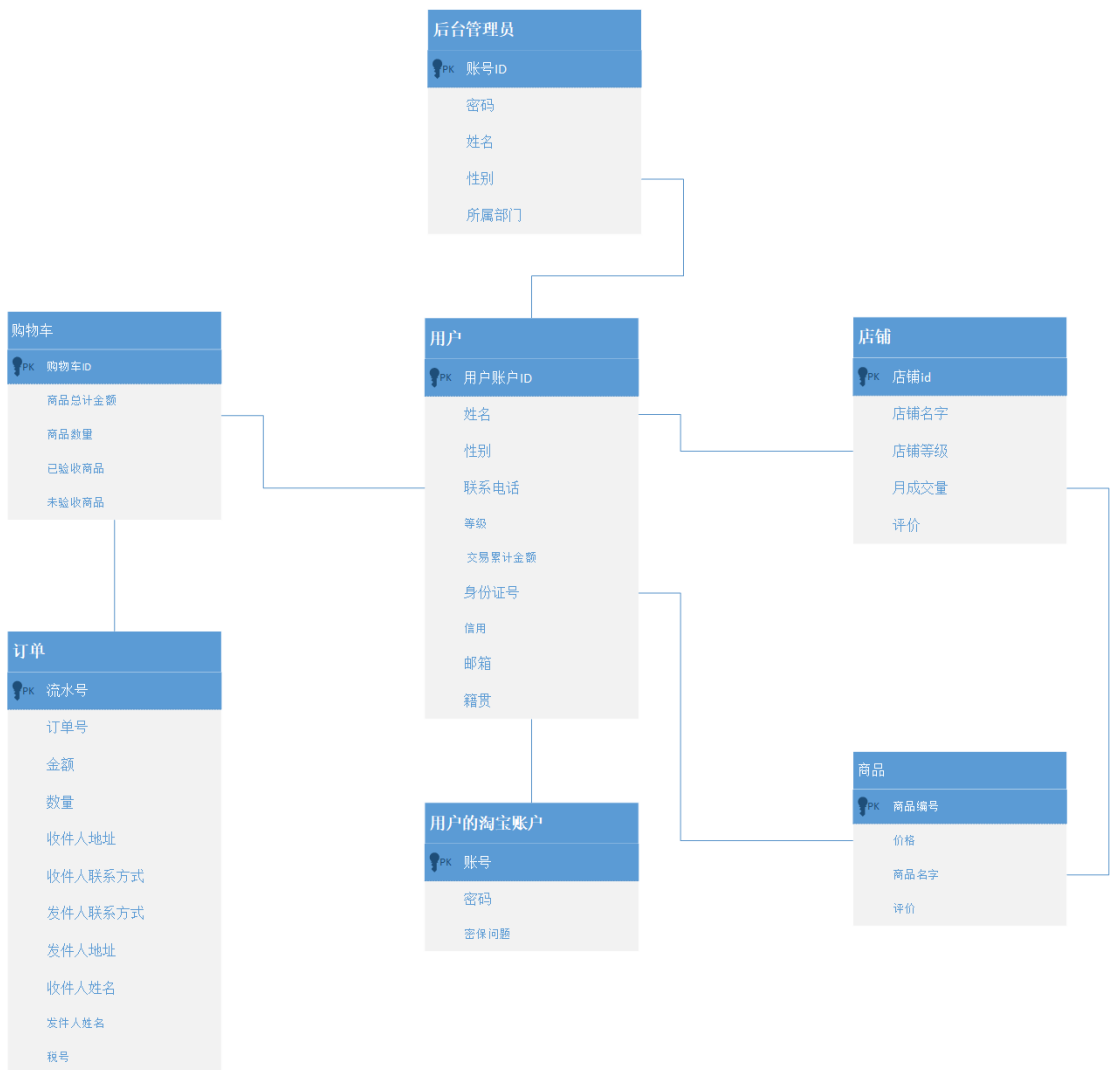 后台管理员
PK 账号ID
密码
姓名
性别
所属部门
购物车
PK 购物车ID
商品总计金额
商品数量
已验收商品
未验收商品
用户
PK 用户账户ID
姓名
性别
联系电话
等级
交易累计金额
身份证号
信用
邮箱
籍贯
店铺
PK 店铺id
店铺名字
店铺等级
月成交量
评价
订单
PK 流水号
订单号
金额
数量
收件人地址
收件人联系方式
发件人联系方式
发件人地址
收件人姓名
发件人姓名
税号
用户的淘宝账户
PK 账号
密码
密保问题
商品
PK 商品编号
价格
商品名字
评价